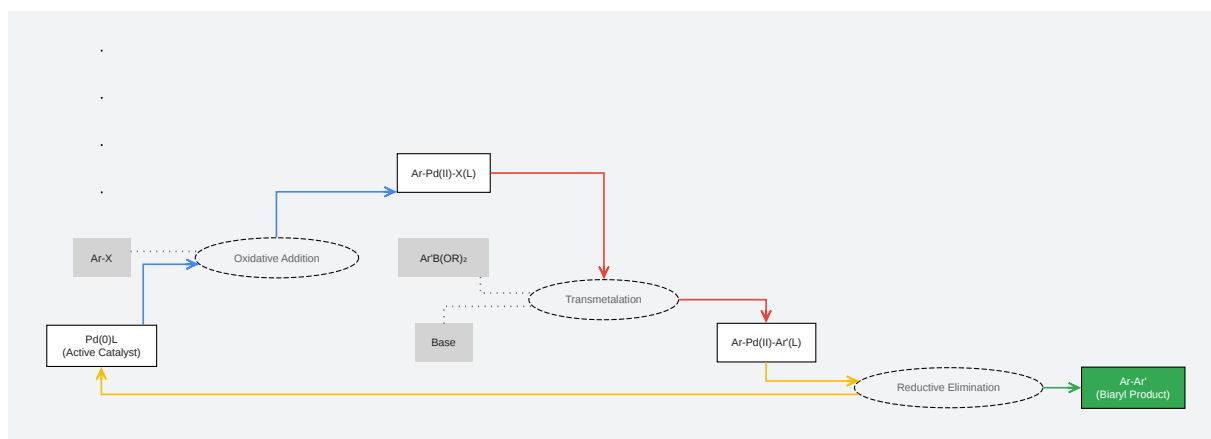 Ar-Pd(II)-X(L)
Ar-X
Oxidative Addition
Ar'B(OR)₂
Transmetalation
Pd(0)L
(Active Catalyst)
Base
Ar-Pd(II)-Ar'(L)
Reductive Elimination
Ar-Ar'
(Biaryl Product)